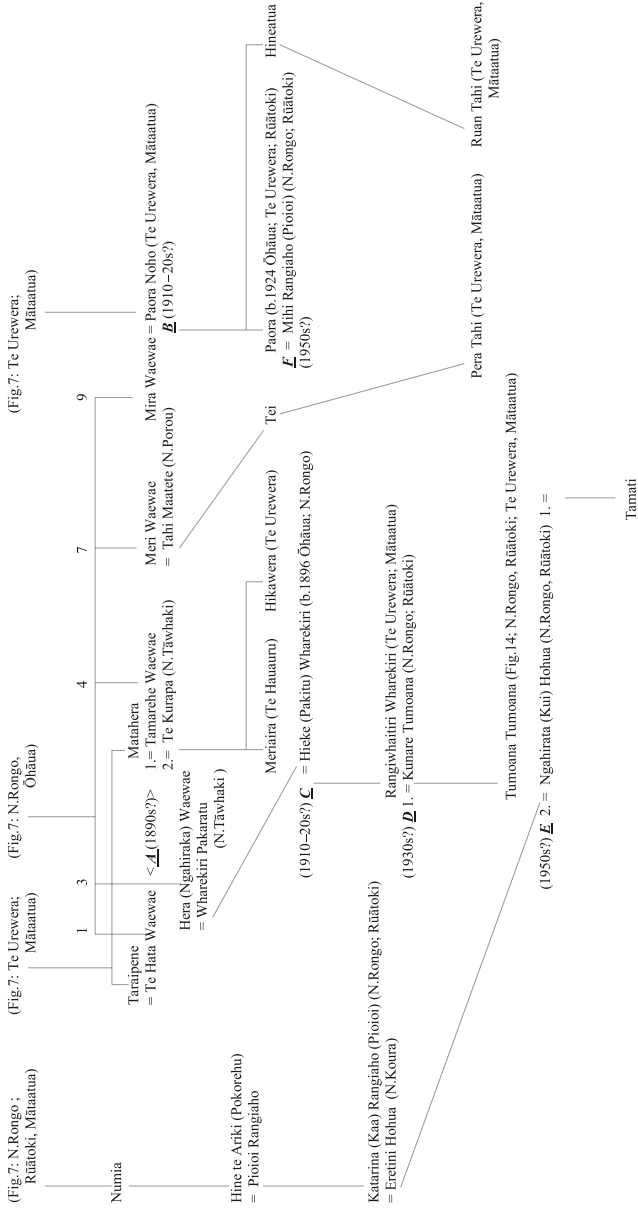 (Fig.7: N.Rongo ;
Rūātoki, Mātaatua)
(Fig.7: Te Urewera;
Mātaatua)
(Fig.7: N.Rongo,
Ōhāua)
(Fig.7: Te Urewera;
Mātaatua)
1
3
4
7
9
Numia
Taraipene
= Te Hata Waewae
< A (1890s?)>
Matahera
1.= Tamarehe Waewae
2.= Te Kurapa (N.Tāwhaki)
Meri Waewae
= Tahi Maatete (N.Porou)
Mira Waewae = Paora Noho (Te Urewera, Mātaatua)
B (1910–20s?)
Hera (Ngahiraka) Waewae
= Wharekiri Pakaratu
(N.Tāwhaki )
Hine te Ariki (Pokorehu)
= Pioioi Rangiaho
Meriaira (Te Hauauru)
Hikawera (Te Urewera)
Tei
Paora (b.1924 Ōhāua; Te Urewera; Rūātoki)
F = Mihi Rangiaho (Pioioi) (N.Rongo; Rūātoki)
(1950s?)
Hineatua
(1910–20s?) C = Hieke (Pakitu) Wharekiri (b.1896 Ōhāua; N.Rongo)
Katarina (Kaa) Rangiaho (Pioioi) (N.Rongo; Rūātoki)
= Eretini Hohua (N.Koura)
Rangiwhaitiri Wharekiri (Te Urewera; Mātaatua)
(1930s?) D 1. = Kunare Tumoana (N.Rongo; Rūātoki)
Pera Tahi (Te Urewera, Mātaatua)
Ruan Tahi (Te Urewera,
Mātaatua)
Tumoana Tumoana (Fig.14; N.Rongo, Rūātoki; Te Urewera, Mātaatua)
(1950s?) E 2. = Ngahirata (Kui) Hohua (N.Rongo, Rūātoki) 1. =
Tamati